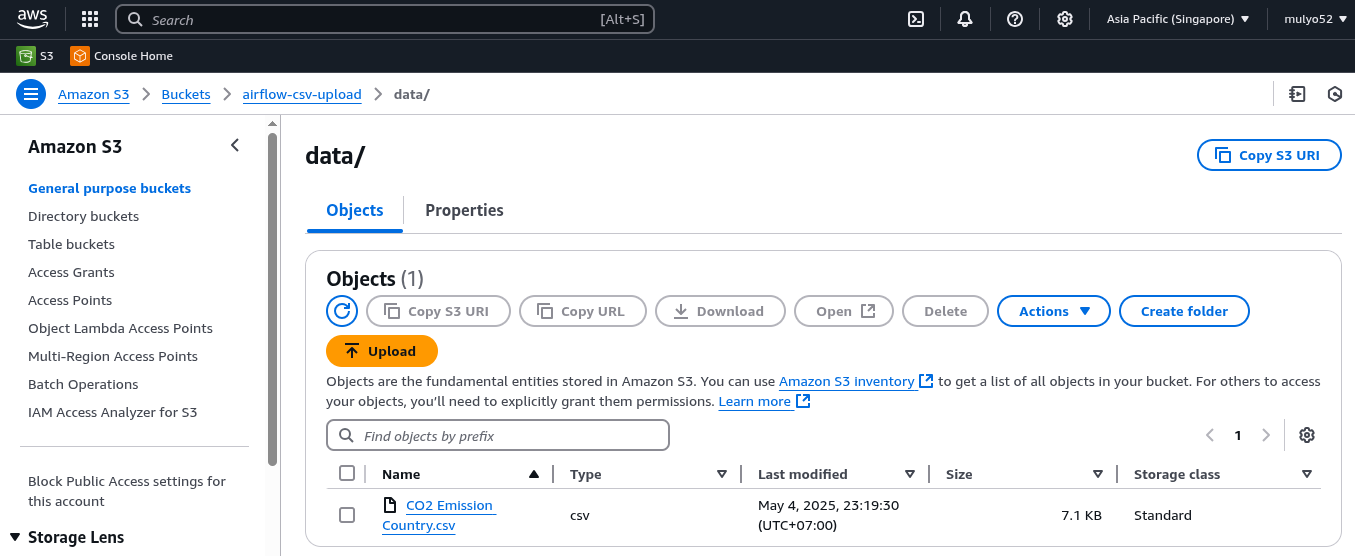 aws
Search [Alt+S]
Asia Pacific (Singapore)
mulyo52
S3
Console Home
Amazon S3
Buckets
airflow-csv-upload
data/
Amazon S3
General purpose buckets
Directory buckets
Table buckets
Access Grants
Access Points
Object Lambda Access Points
Multi-Region Access Points
Batch Operations
IAM Access Analyzer for S3
Block Public Access settings for
this account
Storage Lens
data/
Copy S3 URI
Objects
Properties
Objects (1)
Copy S3 URI
Copy URL
Download
Open
Delete
Actions
Create folder
Upload
Objects are the fundamental entities stored in Amazon S3. You can use Amazon S3 inventory to get a list of all objects in your bucket. For others to access
your objects, you’ll need to explicitly grant them permissions. Learn more
Find objects by prefix
1
Name
Type
Last modified
Size
Storage class
CO2 Emission
Country.csv
csv
May 4, 2025, 23:19:30
(UTC+07:00)
7.1 KB
Standard